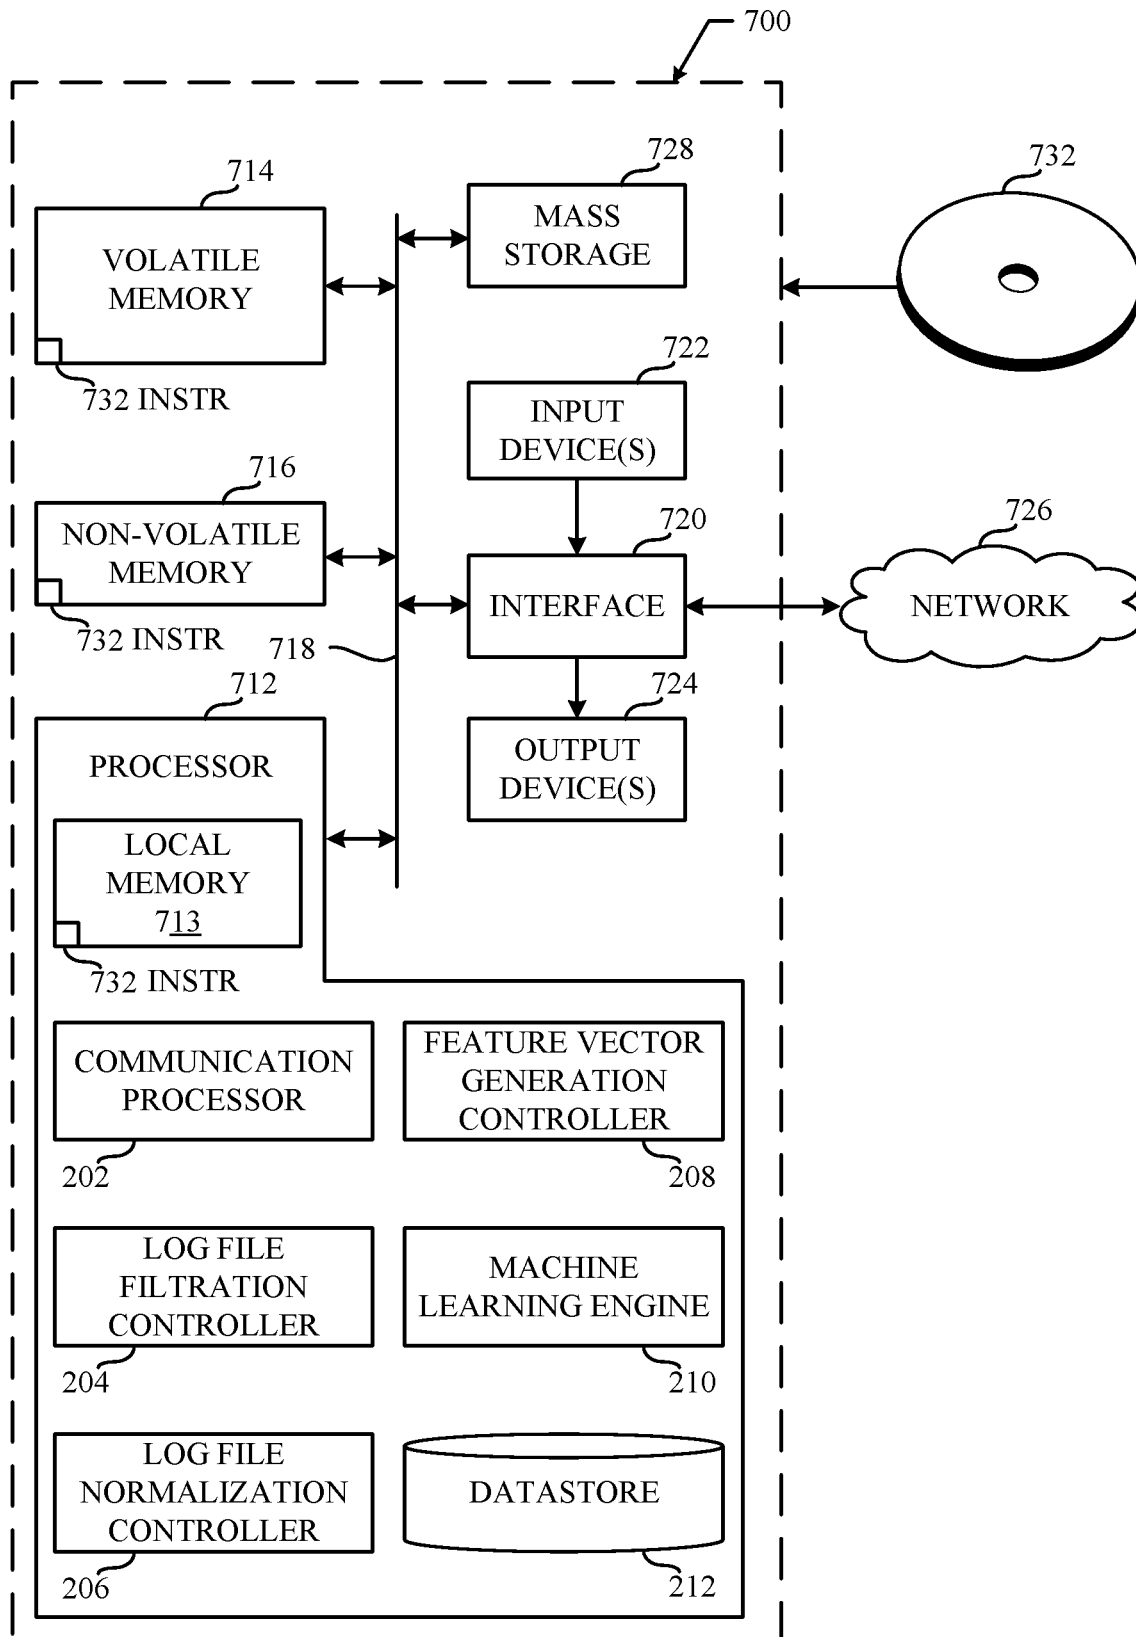 700
714
VOLATILE
MEMORY
732 INSTR
728
MASS
STORAGE
732
722
INPUT
DEVICE(S)
716
NON-VOLATILE
MEMORY
732 INSTR
720
INTERFACE
726
NETWORK
718
724
OUTPUT
DEVICE(S)
712
PROCESSOR
LOCAL
MEMORY
713
732 INSTR
COMMUNICATION
PROCESSOR
202
FEATURE VECTOR
GENERATION
CONTROLLER
208
LOG FILE
FILTRATION
CONTROLLER
204
MACHINE
LEARNING ENGINE
210
LOG FILE
NORMALIZATION
CONTROLLER
206
DATASTORE
212